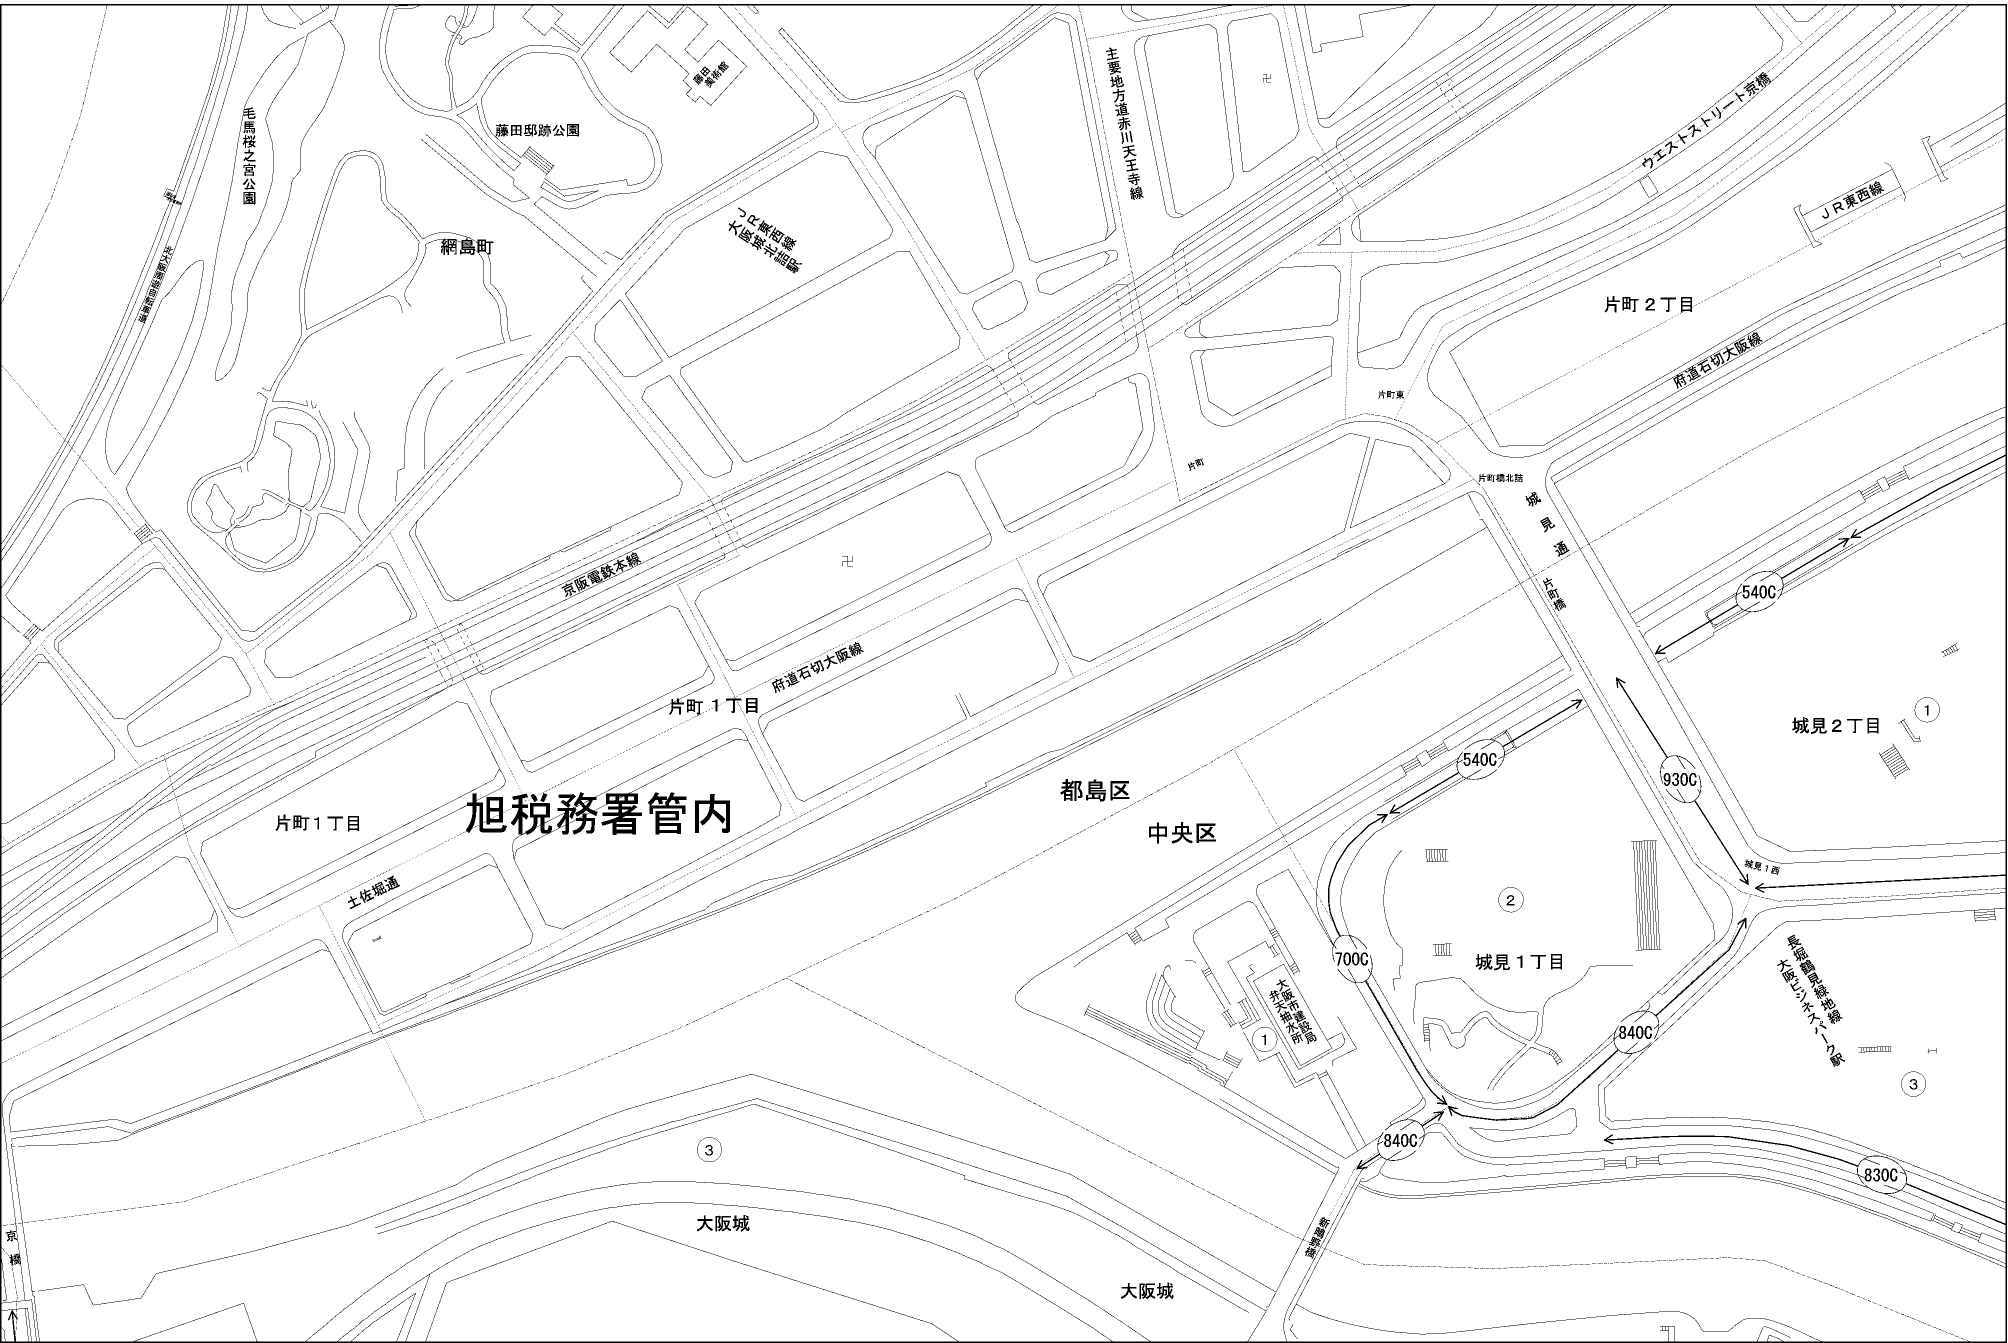 藤田
美術館
藤田邸跡公園
毛馬桜之宮公園
網島町
主要地方道赤川天王寺線
ウエストストリート京橋
ＪＲ東西線
ＪＲ東西線
大阪城北詰駅
片町２丁目
府道石切大阪線
片町東
片町
片町橋北詰
城見通
片町橋
京阪電鉄本線
卍
卍
540C
府道石切大阪線
片町１丁目
城見２丁目
1
540C
930C
都島区
中央区
旭税務署管内
片町１丁目
土佐堀通
城見１西
2
城見１丁目
700C
大阪市建設局
弁天抽水所
1
840C
長堀鶴見緑地線
大阪ビジネスパーク駅
3
840C
830C
3
大阪城
大阪城
新鴫野橋
京橋